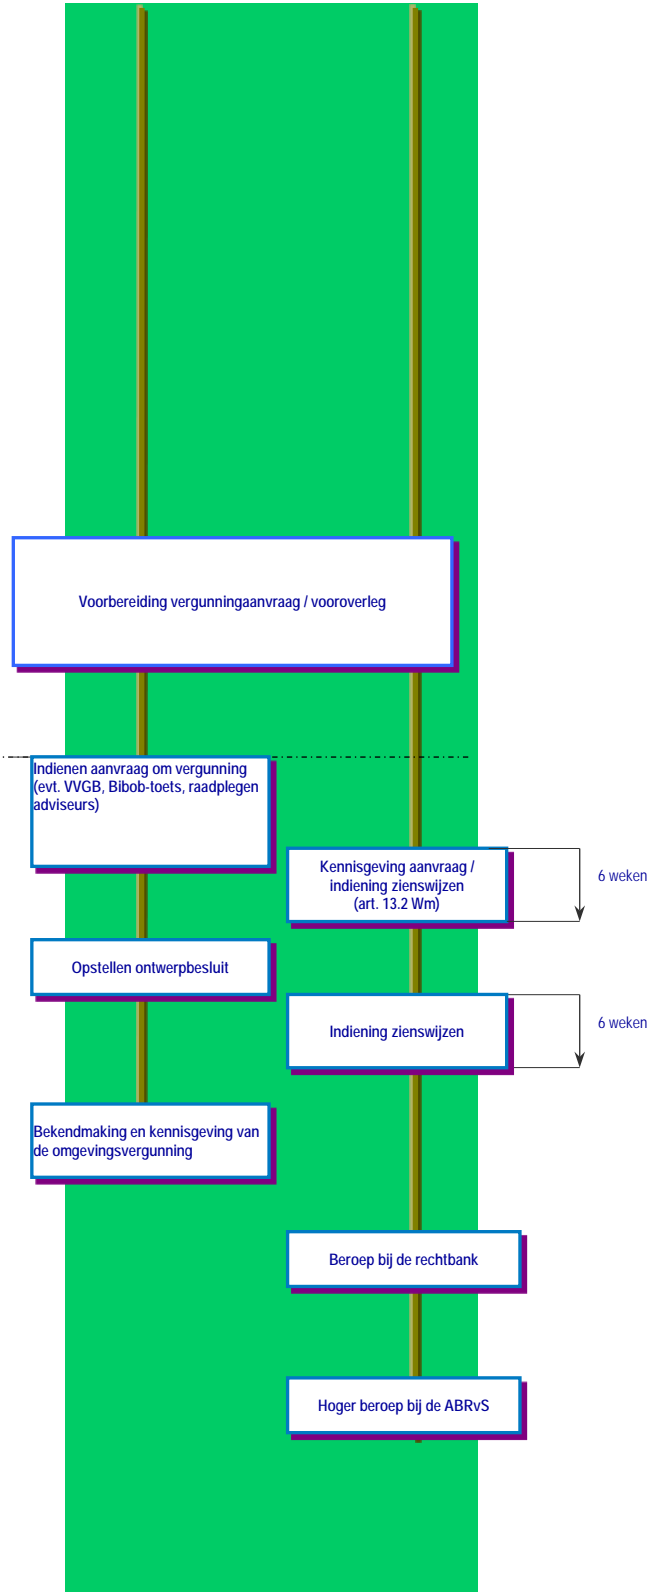 Voorbereiding vergunningaanvraag / vooroverleg
Indienen aanvraag om vergunning
(evt. VVGB, Bibob-toets, raadplegen
adviseurs)
Kennisgeving aanvraag /
indiening zienswijzen
(art. 13.2 Wm)
6 weken
Opstellen ontwerpbesluit
Indiening zienswijzen
6 weken
Bekendmaking en kennisgeving van
de omgevingsvergunning
Beroep bij de rechtbank
Hoger beroep bij de ABRvS